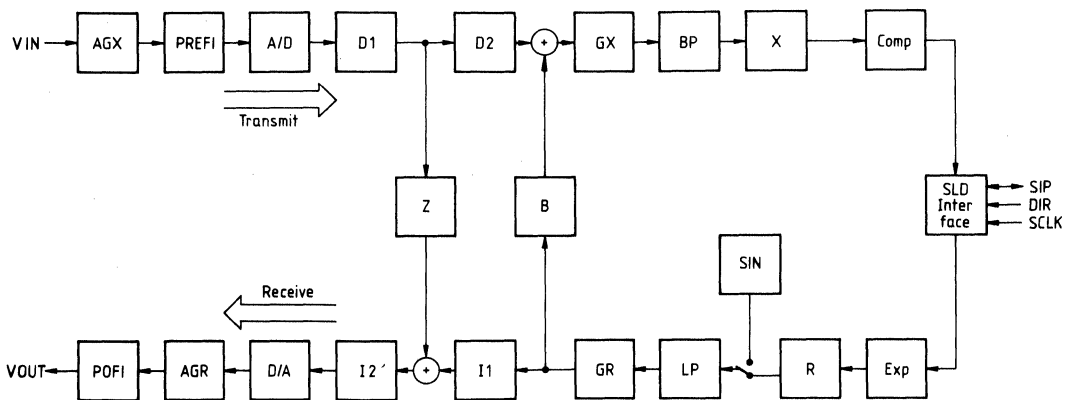 VIN AGX PREFI A/D D1 D2 + GX BP X Comp
Transmit
Z B SLD Inter face SIP DIR SCLK
SIN
Receive
VOUT POFI AGR D/A I2' + I1 GR LP R Exp